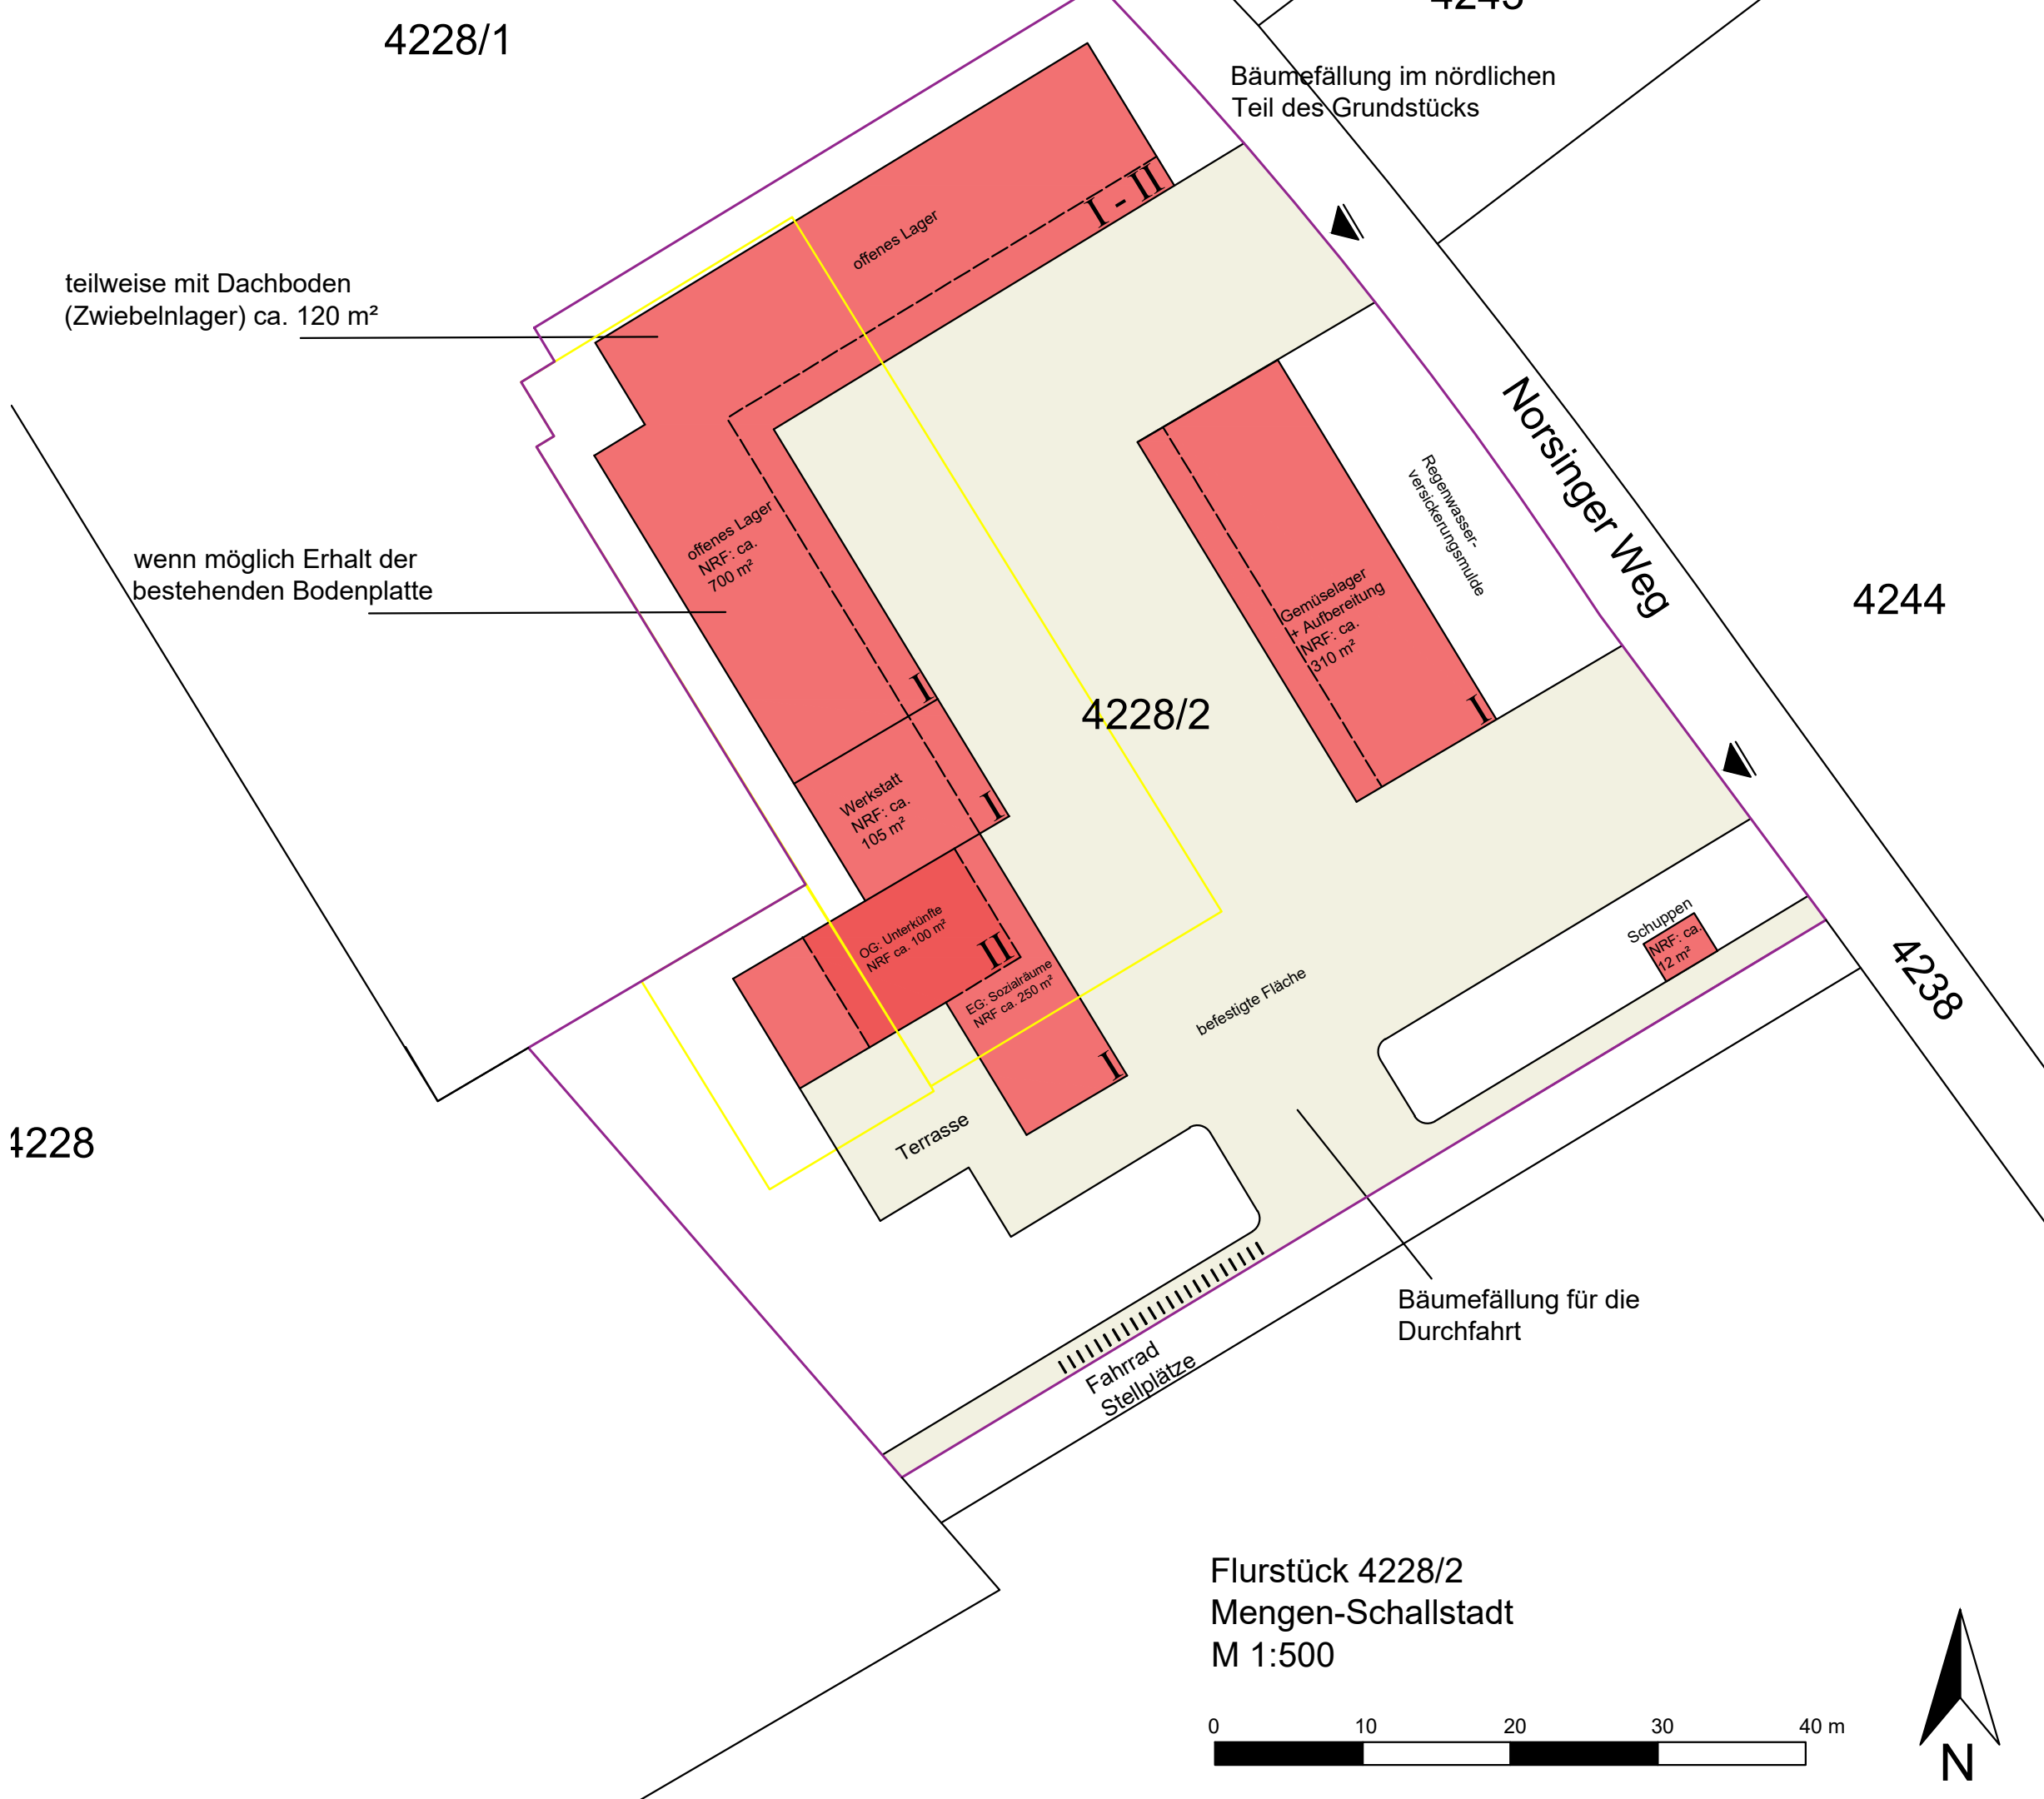 4228/1
Bäumefällung im nördlichen
Teil des Grundstücks
offenes Lager
I - II
teilweise mit Dachboden
(Zwiebelnlager) ca. 120 m²
Norsinger Weg
Regenwasser-
versickerungsmulde
offenes Lager
NRF: ca.
700 m²
I
wenn möglich Erhalt der
bestehenden Bodenplatte
Gemüselager
+ Aufbereitung
NRF: ca.
310 m²
I
4244
4228/2
Werkstatt
NRF: ca.
105 m²
I
OG: Unterkünfte
NRF ca. 100 m²
II
EG: Sozialräume
NRF ca. 250 m²
I
Schuppen
NRF: ca.
12 m²
4238
befestigte Fläche
Terrasse
4228
Bäumefällung für die
Durchfahrt
Fahrrad
Stellplätze
Flurstück 4228/2
Mengen-Schallstadt
M 1:500
0 10 20 30 40 m
N